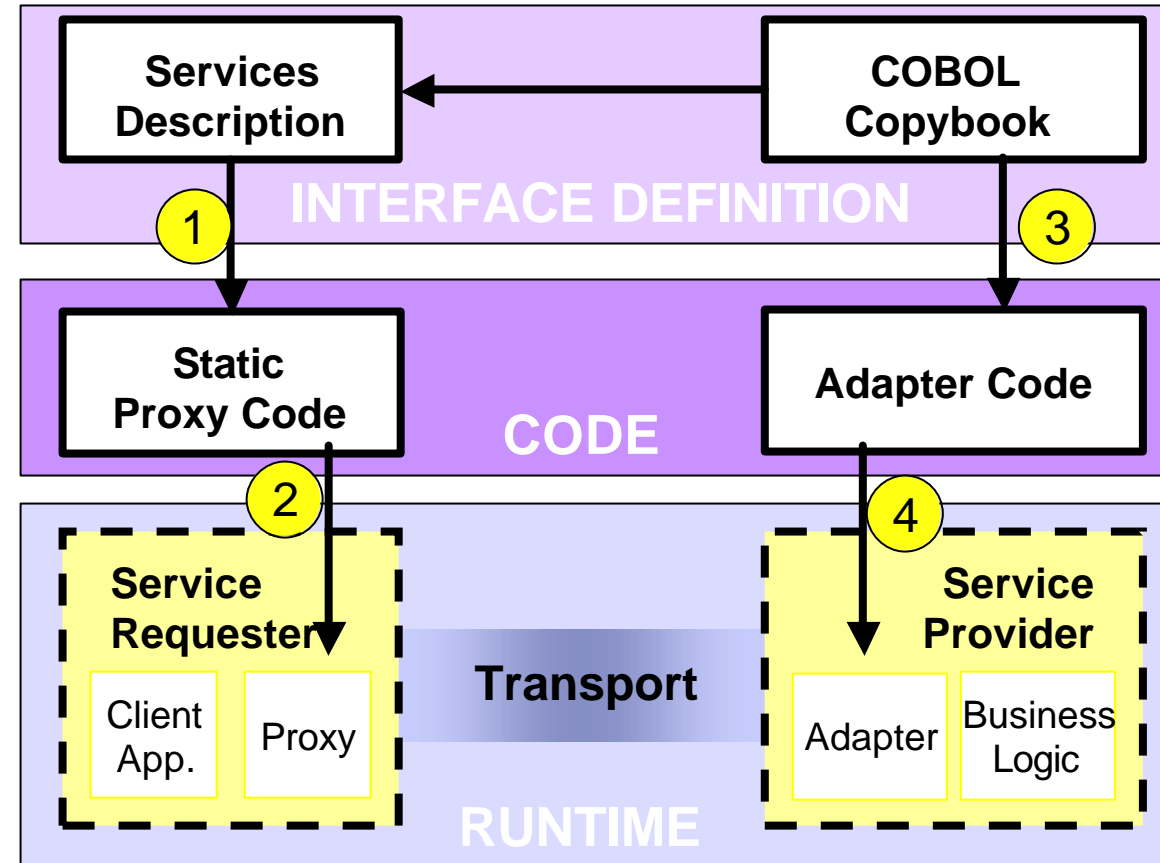 Services
Description
COBOL
Copybook
INTERFACE DEFINITION
1
3
Static
Proxy Code
Adapter Code
CODE
2
4
Service
Requester
Service
Provider
Transport
Client
App.
Proxy
Adapter
Business
Logic
RUNTIME